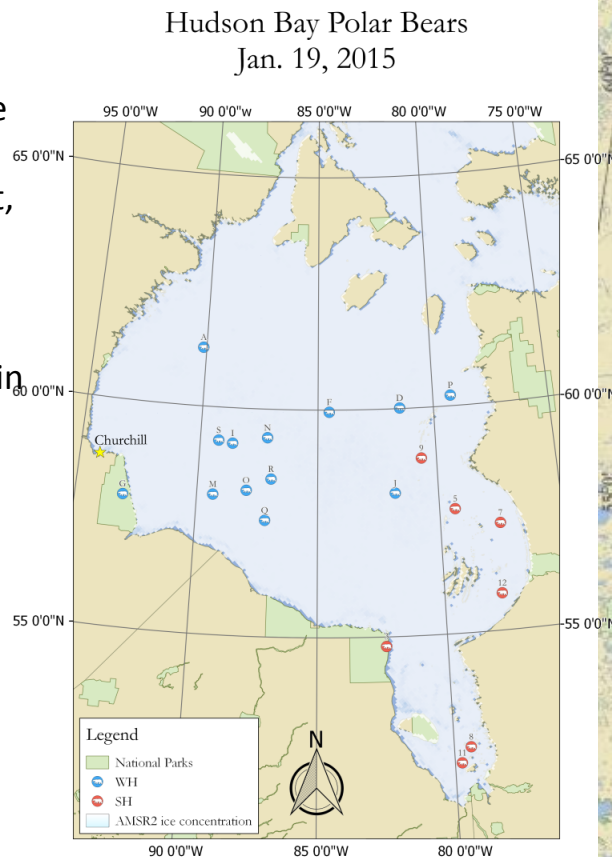 Hudson Bay Polar Bears
Jan. 19, 2015
e
t,
in
95 0'0"W 90 0'0"W 85 0'0"W 80 0'0"W 75 0'0"W
65 0'0"N 65 0'0"N
A
60 0'0"N 60 0'0"N
P
D
F
S I N
9
Churchill
R
G M O I
5
Q 7
12
55 0'0"N 55 0'0"N
8
11
Legend
National Parks
WH
SH
AMSR2 ice concentration
N
90 0'0"W 85 0'0"W 80 0'0"W